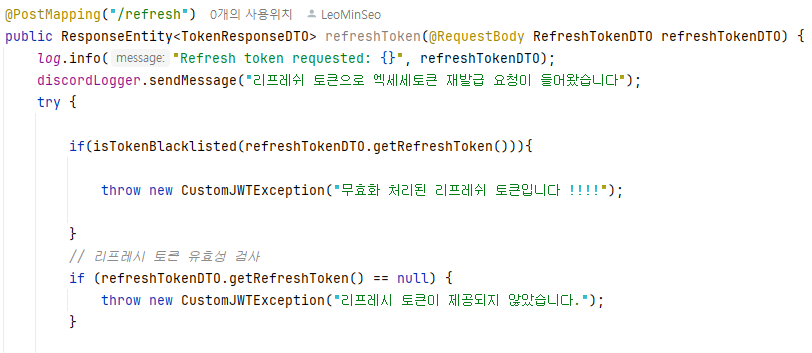 @PostMapping("/refresh") 0개의 사용위치 LeoMinSeo
public ResponseEntity<TokenResponseDTO> refreshToken(@RequestBody RefreshTokenDTO refreshTokenDTO) {
log.info( message: "Refresh token requested: {}", refreshTokenDTO);
discordLogger.sendMessage("리프레쉬 토큰으로 엑세세토큰 재발급 요청이 들어왔습니다");
try {
if(isTokenBlacklisted(refreshTokenDTO.getRefreshToken())){
throw new CustomJWTException("무효화 처리된 리프레쉬 토큰입니다 !!!!");
}
// 리프레시 토큰 유효성 검사
if (refreshTokenDTO.getRefreshToken() == null) {
throw new CustomJWTException("리프레시 토큰이 제공되지 않았습니다.");
}